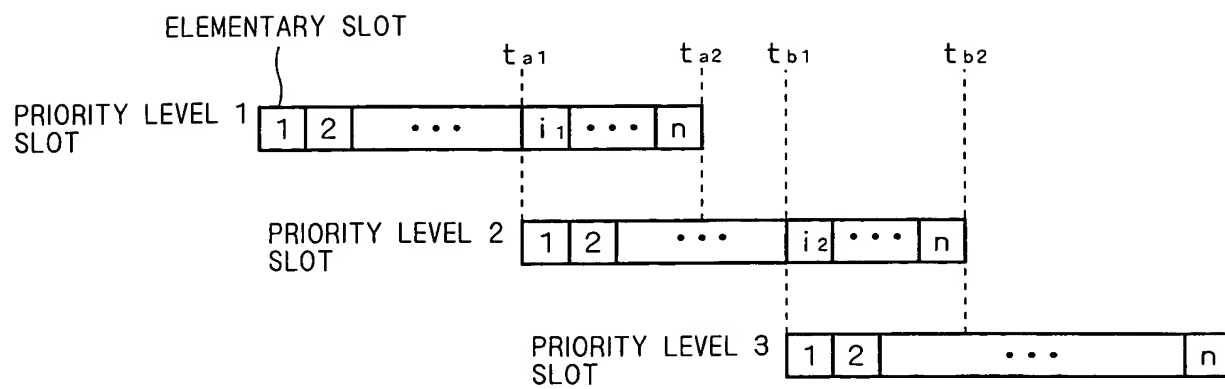 ELEMENTARY SLOT
ta1 ta2 tb1 tb2
PRIORITY LEVEL 1
SLOT
1 2 ••• i1 ••• n
PRIORITY LEVEL 2
SLOT
1 2 ••• i2 ••• n
PRIORITY LEVEL 3
SLOT
1 2 ••• n